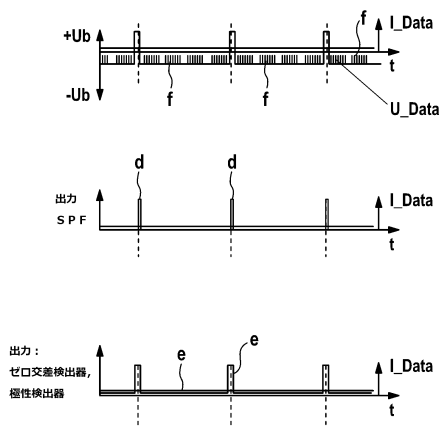 f
I_Data
+Ub
t
f
f
-Ub
U_Data
d
d
出力
ＳＰＦ
I_Data
t
e
出力：
e
I_Data
ゼロ交差検出器，
極性検出器
t